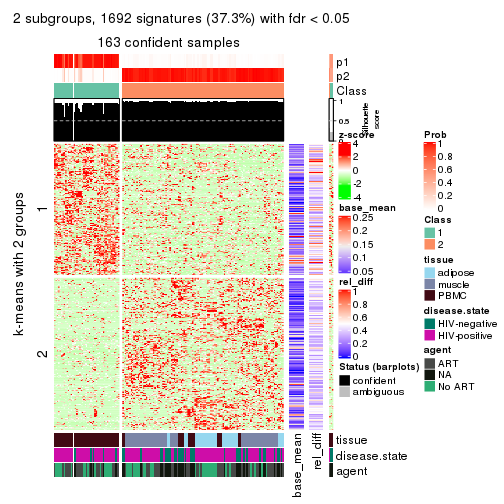 2 subgroups, 1692 signatures (37.3%) with fdr < 0.05
163 confident samples
p1
p2
Class
1
0.5
0
Silhouette
score
k-means with 2 groups
1
2
z-score
4
2
0
-2
-4
base_mean
0.25
0.2
0.15
0.1
0.05
rel_diff
1
0.8
0.6
0.4
0.2
0
Status (barplots)
confident
ambiguous
Prob
1
0.8
0.6
0.4
0.2
0
Class
1
2
tissue
adipose
muscle
PBMC
disease.state
HIV-negative
HIV-positive
agent
ART
NA
No ART
tissue
disease.state
agent
base_mean
rel_diff